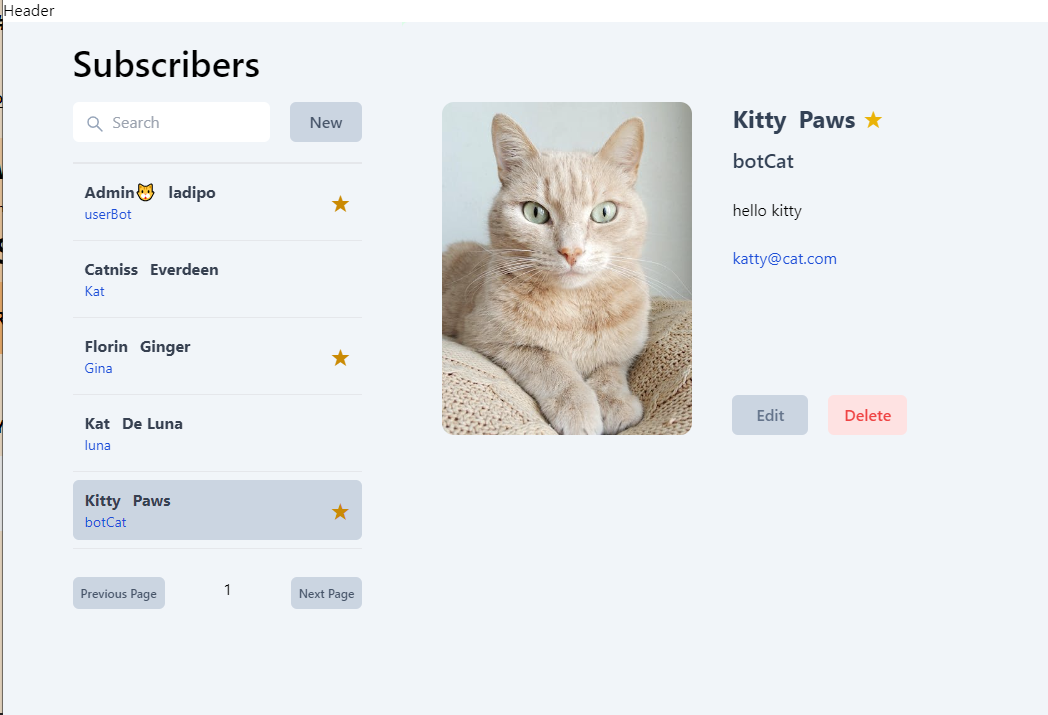 Header
Subscribers
Search
New
Admin🐱 ladipo
userBot
Catniss Everdeen
Kat
Florin Ginger
Gina
Kat De Luna
luna
Kitty Paws
botCat
Previous Page
1
Next Page
Kitty Paws ★
botCat
hello kitty
katty@cat.com
Edit
Delete